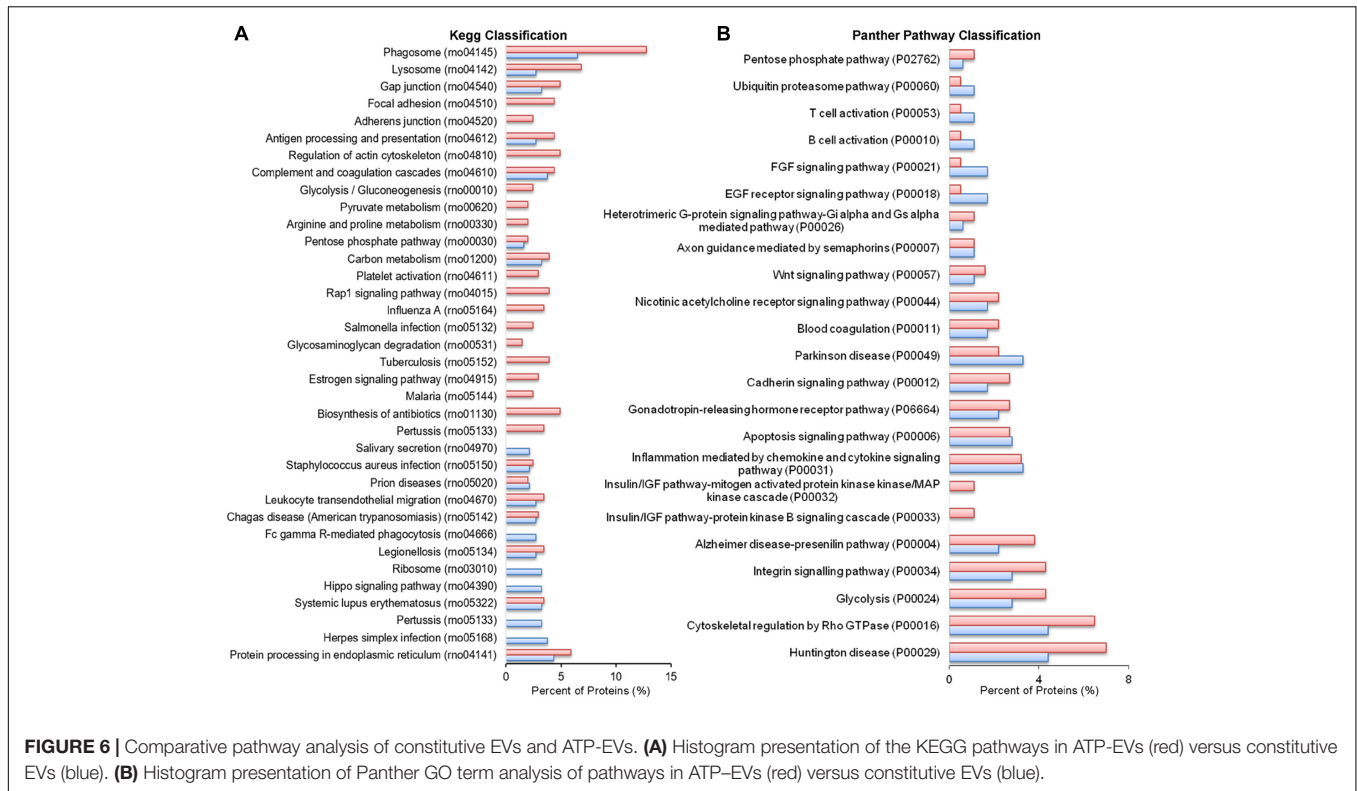 A
Kegg Classification
Phagosome (rno04145)
Lysosome (rno04142)
Gap junction (rno04540)
Focal adhesion (rno04510)
Adherens junction (rno04520)
Antigen processing and presentation (rno04612)
Regulation of actin cytoskeleton (rno04810)
Complement and coagulation cascades (rno04610)
Glycolysis / Gluconeogenesis (rno00010)
Pyruvate metabolism (rno00620)
Arginine and proline metabolism (rno00330)
Pentose phosphate pathway (rno00030)
Carbon metabolism (rno01200)
Platelet activation (rno04611)
Rap1 signaling pathway (rno04015)
Influenza A (rno05164)
Salmonella infection (rno05132)
Glycosaminoglycan degradation (rno00531)
Tuberculosis (rno05152)
Estrogen signaling pathway (rno04915)
Malaria (rno05144)
Biosynthesis of antibiotics (rno01130)
Pertussis (rno05133)
Salivary secretion (rno04970)
Staphylococcus aureus infection (rno05150)
Prion diseases (rno05020)
Leukocyte transendothelial migration (rno04670)
Chagas disease (American trypanosomiasis) (rno05142)
Fc gamma R-mediated phagocytosis (rno04666)
Legionellosis (rno05134)
Ribosome (rno03010)
Hippo signaling pathway (rno04390)
Systemic lupus erythematosus (rno05322)
Pertussis (rno05133)
Herpes simplex infection (rno05168)
Protein processing in endoplasmic reticulum (rno04141)
0 5 10 15
Percent of Proteins (%)
B
Panther Pathway Classification
Pentose phosphate pathway (P02762)
Ubiquitin proteasome pathway (P00060)
T cell activation (P00053)
B cell activation (P00010)
FGF signaling pathway (P00021)
EGF receptor signaling pathway (P00018)
Heterotrimeric G-protein signaling pathway-Gi alpha and Gs alpha
mediated pathway (P00026)
Axon guidance mediated by semaphorins (P00007)
Wnt signaling pathway (P00057)
Nicotinic acetylcholine receptor signaling pathway (P00044)
Blood coagulation (P00011)
Parkinson disease (P00049)
Cadherin signaling pathway (P00012)
Gonadotropin-releasing hormone receptor pathway (P06664)
Apoptosis signaling pathway (P00006)
Inflammation mediated by chemokine and cytokine signaling
pathway (P00031)
Insulin/IGF pathway-mitogen activated protein kinase kinase/MAP
kinase cascade (P00032)
Insulin/IGF pathway-protein kinase B signaling cascade (P00033)
Alzheimer disease-presenilin pathway (P00004)
Integrin signalling pathway (P00034)
Glycolysis (P00024)
Cytoskeletal regulation by Rho GTPase (P00016)
Huntington disease (P00029)
0 4 8
Percent of Proteins (%)
FIGURE 6 | Comparative pathway analysis of constitutive EVs and ATP-EVs. (A) Histogram presentation of the KEGG pathways in ATP-EVs (red) versus constitutive
EVs (blue). (B) Histogram presentation of Panther GO term analysis of pathways in ATP–EVs (red) versus constitutive EVs (blue).